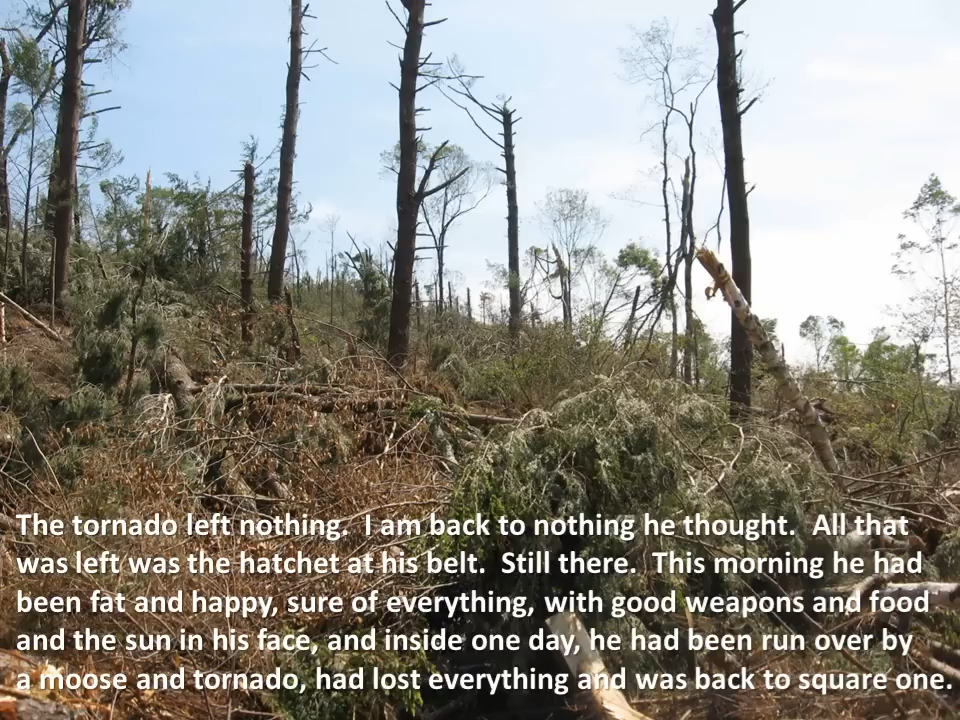 The tornado left nothing.  I am back to nothing he thought.  All that
was left was the hatchet at his belt.  Still there.  This morning he had
been fat and happy, sure of everything, with good weapons and food
and the sun in his face, and inside one day, he had been run over by
a moose and tornado, had lost everything and was back to square one.